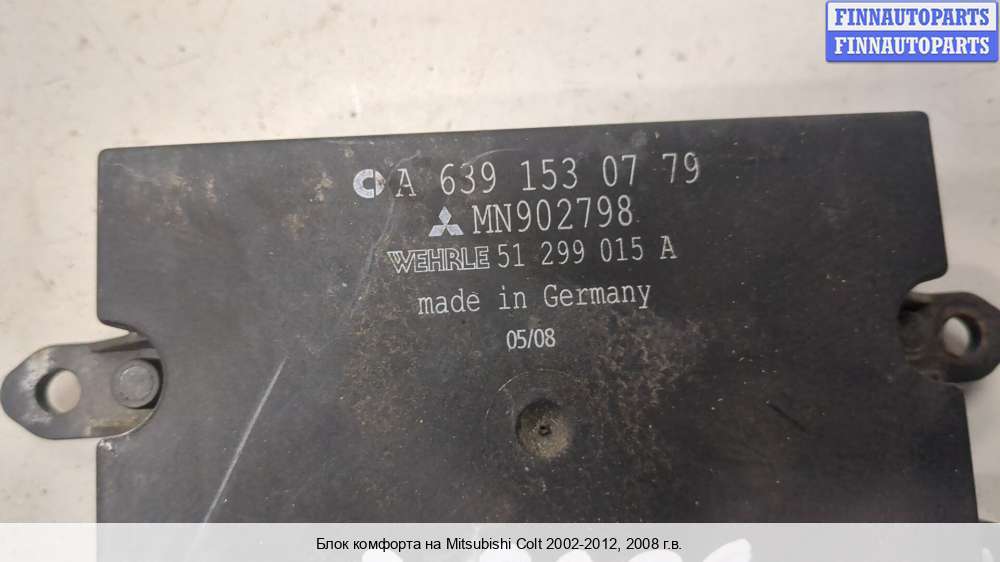 FINNAUTOPARTS
FINNAUTOPARTS
A 639 153 07 79
MN902798
WEHRLE 51 299 015 A
made in Germany
05/08
Блок комфорта на Mitsubishi Colt 2002-2012, 2008 г.в.